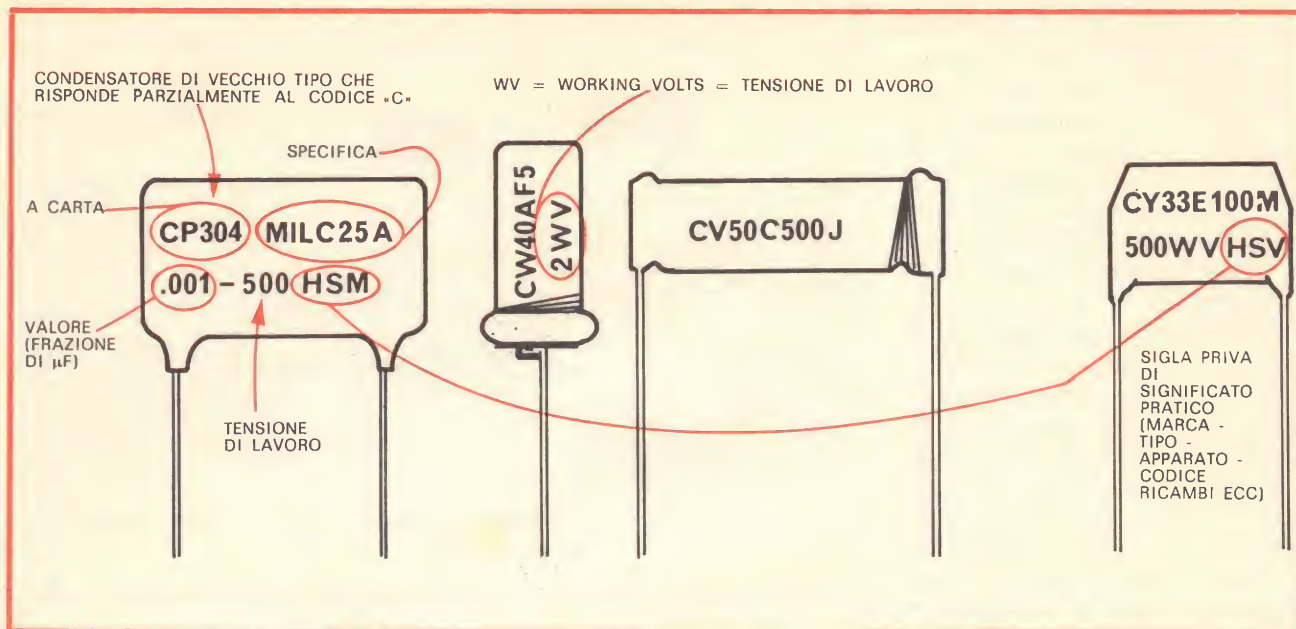 CONDENSATORE DI VECCHIO TIPO CHE
RISPONDE PARZIALMENTE AL CODICE «C»
WV = WORKING VOLTS = TENSIONE DI LAVORO
SPECIFICA
A CARTA
CP304 MILC25A
.001-500 HSM
VALORE
(FRAZIONE
DI µF)
TENSIONE
DI LAVORO
CW40AF5
2WV
CV50C500J
CY33E100M
500WV HSV
SIGLA PRIVA
DI
SIGNIFICATO
PRATICO
(MARCA -
TIPO -
APPARATO -
CODICE
RICAMBI ECC)